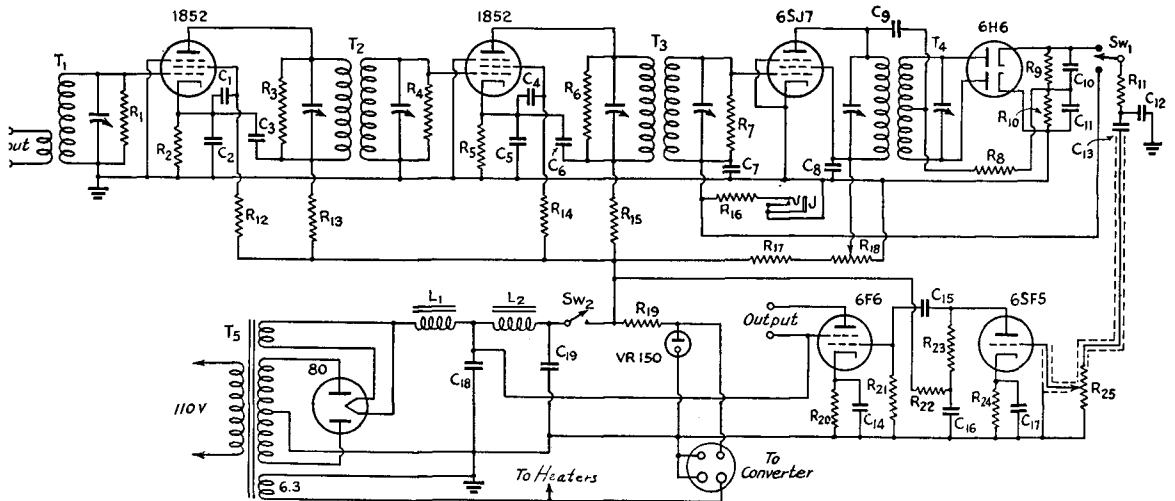 1852
1852
6SJ7
C9
6H6
T1
T2
T3
T4
Sw1
C1
C4
R1
R3
R4
R6
R7
R9
C10
R11
R2
C2
C3
R5
C5
C6
C7
C8
R10
C11
C12
R8
C13
put
R12
R13
R14
R15
R16
J
R17
R18
L1
L2
Sw2
R19
Output
6F6
C15
6SF5
T5
80
C18
C19
VR 150
R23
R21
R22
R25
110V
R20
C14
C16
R24
C17
6.3
To Heaters
To
Converter